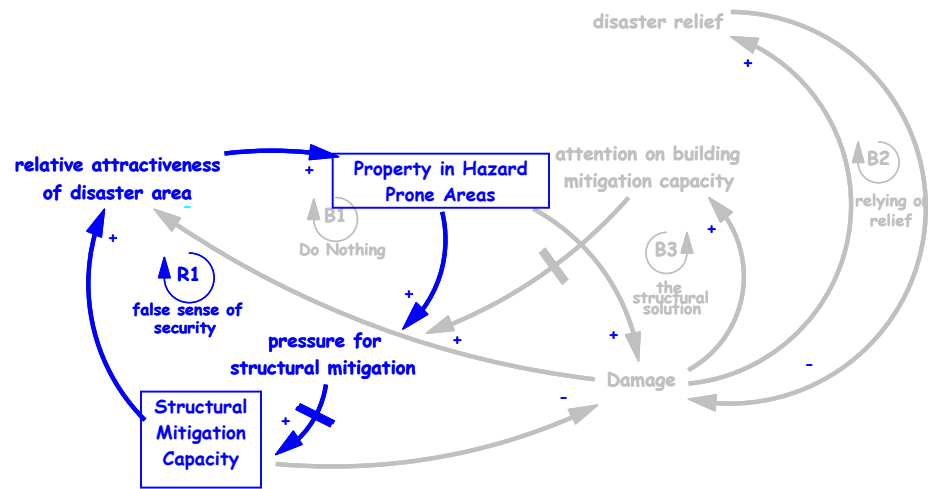 disaster relief
+
relative attractiveness
of disaster area
-
+
Property in Hazard
Prone Areas
attention on building
mitigation capacity
B2
relying on
relief
B1
Do Nothing
+
B3
the
structural
solution
+
R1
false sense of
security
+
pressure for
structural mitigation
+
+
Damage
-
-
Structural
Mitigation
Capacity
+